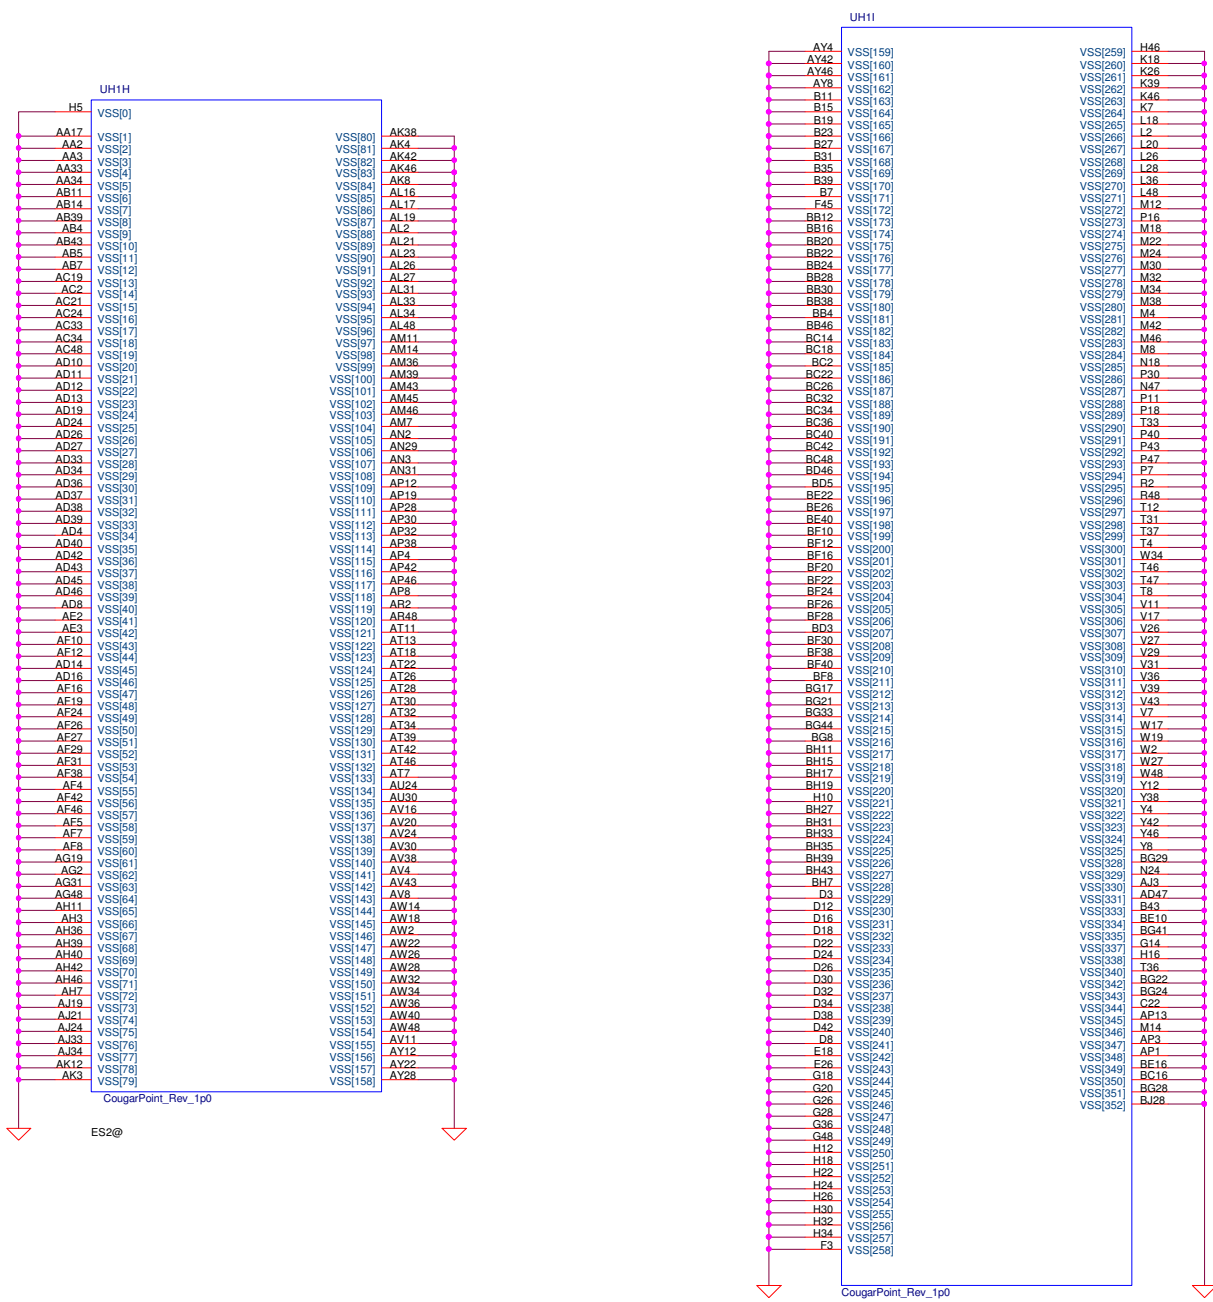 UH1H
H5 VSS[0]
AA17 VSS[1] VSS[80] AK38
AA2 VSS[2] VSS[81] AK4
AA3 VSS[3] VSS[82] AK42
AA33 VSS[4] VSS[83] AK46
AA34 VSS[5] VSS[84] AK8
AB11 VSS[6] VSS[85] AL16
AB14 VSS[7] VSS[86] AL17
AB39 VSS[8] VSS[87] AL19
AB4 VSS[9] VSS[88] AL2
AB43 VSS[10] VSS[89] AL21
AB5 VSS[11] VSS[90] AL23
AB7 VSS[12] VSS[91] AL26
AC19 VSS[13] VSS[92] AL27
AC2 VSS[14] VSS[93] AL31
AC21 VSS[15] VSS[94] AL33
AC24 VSS[16] VSS[95] AL34
AC33 VSS[17] VSS[96] AL48
AC34 VSS[18] VSS[97] AM11
AC48 VSS[19] VSS[98] AM14
AD10 VSS[20] VSS[99] AM36
AD11 VSS[21] VSS[100] AM39
AD12 VSS[22] VSS[101] AM43
AD13 VSS[23] VSS[102] AM45
AD19 VSS[24] VSS[103] AM46
AD24 VSS[25] VSS[104] AM7
AD26 VSS[26] VSS[105] AN2
AD27 VSS[27] VSS[106] AN29
AD33 VSS[28] VSS[107] AN3
AD34 VSS[29] VSS[108] AN31
AD36 VSS[30] VSS[109] AP12
AD37 VSS[31] VSS[110] AP19
AD38 VSS[32] VSS[111] AP28
AD39 VSS[33] VSS[112] AP30
AD4 VSS[34] VSS[113] AP32
AD40 VSS[35] VSS[114] AP38
AD42 VSS[36] VSS[115] AP4
AD43 VSS[37] VSS[116] AP42
AD45 VSS[38] VSS[117] AP46
AD46 VSS[39] VSS[118] AP8
AD8 VSS[40] VSS[119] AR2
AE2 VSS[41] VSS[120] AR48
AE3 VSS[42] VSS[121] AT11
AF10 VSS[43] VSS[122] AT13
AF12 VSS[44] VSS[123] AT18
AD14 VSS[45] VSS[124] AT22
AD16 VSS[46] VSS[125] AT26
AF16 VSS[47] VSS[126] AT28
AF19 VSS[48] VSS[127] AT30
AF24 VSS[49] VSS[128] AT32
AF26 VSS[50] VSS[129] AT34
AF27 VSS[51] VSS[130] AT39
AF29 VSS[52] VSS[131] AT42
AF31 VSS[53] VSS[132] AT46
AF38 VSS[54] VSS[133] AT7
AF4 VSS[55] VSS[134] AU24
AF42 VSS[56] VSS[135] AU30
AF46 VSS[57] VSS[136] AV16
AF5 VSS[58] VSS[137] AV20
AF7 VSS[59] VSS[138] AV24
AF8 VSS[60] VSS[139] AV30
AG19 VSS[61] VSS[140] AV38
AG2 VSS[62] VSS[141] AV4
AG31 VSS[63] VSS[142] AV43
AG48 VSS[64] VSS[143] AV8
AH11 VSS[65] VSS[144] AW14
AH3 VSS[66] VSS[145] AW18
AH36 VSS[67] VSS[146] AW2
AH39 VSS[68] VSS[147] AW22
AH40 VSS[69] VSS[148] AW26
AH42 VSS[70] VSS[149] AW28
AH46 VSS[71] VSS[150] AW32
AH7 VSS[72] VSS[151] AW34
AJ19 VSS[73] VSS[152] AW36
AJ21 VSS[74] VSS[153] AW40
AJ24 VSS[75] VSS[154] AW48
AJ33 VSS[76] VSS[155] AV11
AJ34 VSS[77] VSS[156] AY12
AK12 VSS[78] VSS[157] AY22
AK3 VSS[79] VSS[158] AY28
CougarPoint_Rev_1p0
ES2@
UH1I
AY4 VSS[159] VSS[259] H46
AY42 VSS[160] VSS[260] K18
AY46 VSS[161] VSS[261] K26
AY8 VSS[162] VSS[262] K39
B11 VSS[163] VSS[263] K46
B15 VSS[164] VSS[264] K7
B19 VSS[165] VSS[265] L18
B23 VSS[166] VSS[266] L2
B27 VSS[167] VSS[267] L20
B31 VSS[168] VSS[268] L26
B35 VSS[169] VSS[269] L28
B39 VSS[170] VSS[270] L36
B7 VSS[171] VSS[271] L48
F45 VSS[172] VSS[272] M12
BB12 VSS[173] VSS[273] P16
BB16 VSS[174] VSS[274] M18
BB20 VSS[175] VSS[275] M22
BB22 VSS[176] VSS[276] M24
BB24 VSS[177] VSS[277] M30
BB28 VSS[178] VSS[278] M32
BB30 VSS[179] VSS[279] M34
BB38 VSS[180] VSS[280] M38
BB4 VSS[181] VSS[281] M4
BB46 VSS[182] VSS[282] M42
BC14 VSS[183] VSS[283] M46
BC18 VSS[184] VSS[284] M8
BC2 VSS[185] VSS[285] N18
BC22 VSS[186] VSS[286] P30
BC26 VSS[187] VSS[287] N47
BC32 VSS[188] VSS[288] P11
BC34 VSS[189] VSS[289] P18
BC36 VSS[190] VSS[290] T33
BC40 VSS[191] VSS[291] P40
BC42 VSS[192] VSS[292] P43
BC48 VSS[193] VSS[293] P47
BD46 VSS[194] VSS[294] P7
BD5 VSS[195] VSS[295] R2
BE22 VSS[196] VSS[296] R48
BE26 VSS[197] VSS[297] T12
BE40 VSS[198] VSS[298] T31
BF10 VSS[199] VSS[299] T37
BF12 VSS[200] VSS[300] T4
BF16 VSS[201] VSS[301] W34
BF20 VSS[202] VSS[302] T46
BF22 VSS[203] VSS[303] T47
BF24 VSS[204] VSS[304] T8
BF26 VSS[205] VSS[305] V11
BF28 VSS[206] VSS[306] V17
BD3 VSS[207] VSS[307] V26
BF30 VSS[208] VSS[308] V27
BF38 VSS[209] VSS[309] V29
BF40 VSS[210] VSS[310] V31
BF8 VSS[211] VSS[311] V36
BG17 VSS[212] VSS[312] V39
BG21 VSS[213] VSS[313] V43
BG33 VSS[214] VSS[314] V7
BG44 VSS[215] VSS[315] W17
BG8 VSS[216] VSS[316] W19
BH11 VSS[217] VSS[317] W2
BH15 VSS[218] VSS[318] W27
BH17 VSS[219] VSS[319] W48
BH19 VSS[220] VSS[320] Y12
H10 VSS[221] VSS[321] Y38
BH27 VSS[222] VSS[322] Y4
BH31 VSS[223] VSS[323] Y42
BH33 VSS[224] VSS[324] Y46
BH35 VSS[225] VSS[325] Y8
BH39 VSS[226] VSS[328] BG29
BH43 VSS[227] VSS[329] N24
BH7 VSS[228] VSS[330] AJ3
D3 VSS[229] VSS[331] AD47
D12 VSS[230] VSS[333] B43
D16 VSS[231] VSS[334] BE10
D18 VSS[232] VSS[335] BG41
D22 VSS[233] VSS[337] G14
D24 VSS[234] VSS[338] H16
D26 VSS[235] VSS[340] T36
D30 VSS[236] VSS[342] BG22
D32 VSS[237] VSS[343] BG24
D34 VSS[238] VSS[344] C22
D38 VSS[239] VSS[345] AP13
D42 VSS[240] VSS[346] M14
D8 VSS[241] VSS[347] AP3
E18 VSS[242] VSS[348] AP1
E26 VSS[243] VSS[349] BE16
G18 VSS[244] VSS[350] BC16
G20 VSS[245] VSS[351] BG28
G26 VSS[246] VSS[352] BJ28
G28 VSS[247]
G36 VSS[248]
G48 VSS[249]
H12 VSS[250]
H18 VSS[251]
H22 VSS[252]
H24 VSS[253]
H26 VSS[254]
H30 VSS[255]
H32 VSS[256]
H34 VSS[257]
F3 VSS[258]
CougarPoint_Rev_1p0